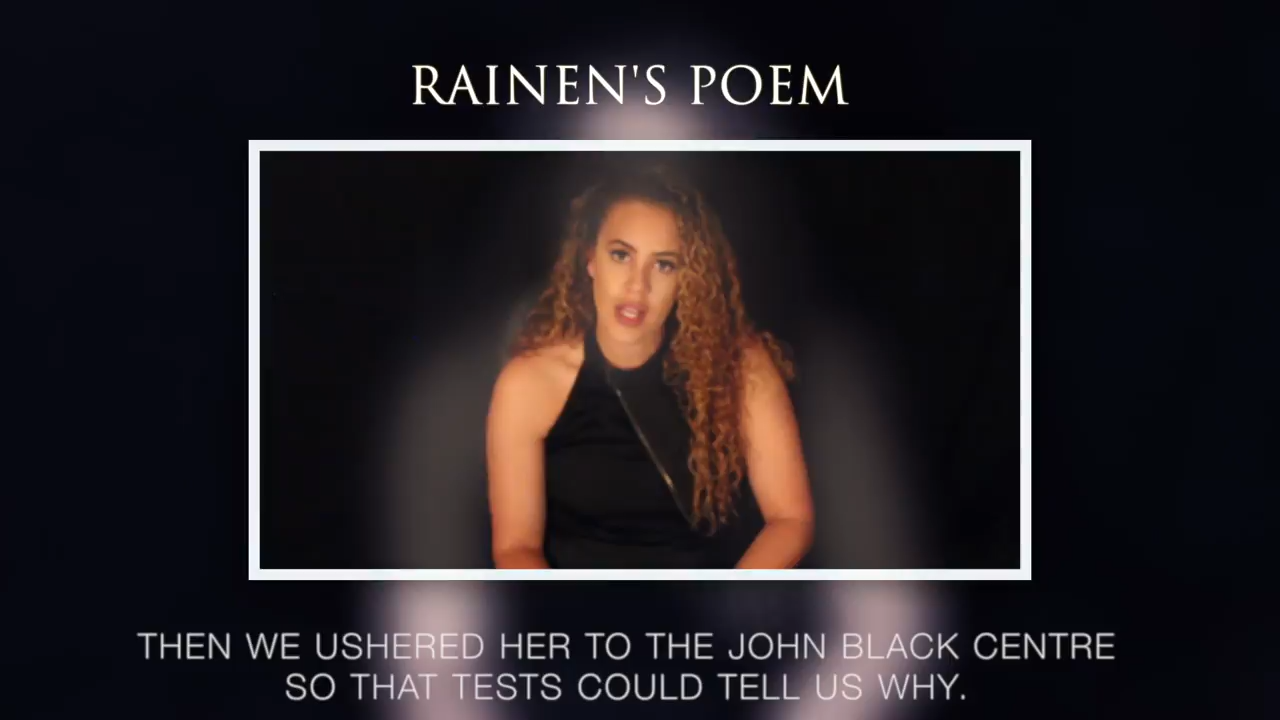 RAINEN'S POEM
THEN WE USHERED HER TO THE JOHN BLACK CENTRE
SO THAT TESTS COULD TELL US WHY.